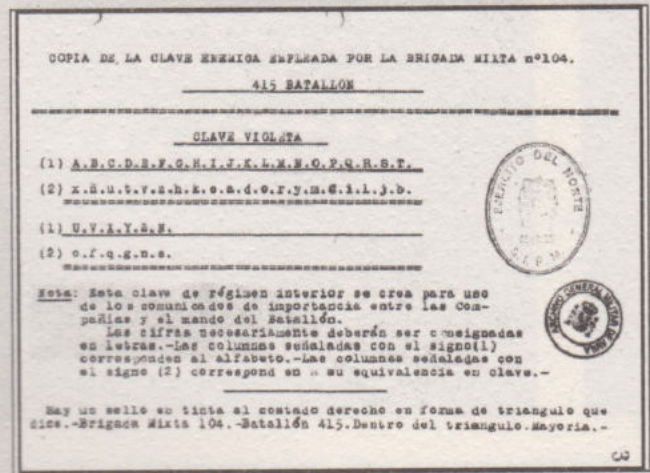 COPIA DE LA CLAVE ENEMIGA EMPLEADA POR LA BRIGADA MIXTA nº104.
415 BATALLON
CLAVE VIOLETA
(1) A.B.C.D.E.F.G.H.I.J.K.L.M.N.O.P.Q.R.S.T.
(2) x.ñ.u.t.v.z.h.k.e.a.d.o.r.y.m.
(1) U.V.X.Y.Z.Ñ.
(2) c.f.q.g.n.s.
Nota: Esta clave de régimen interior se crea para uso
de los comunicados de importancia entre las Com-
pañias y el mando del Batallón.
Las cifras necesariamente deberán ser consignadas
en letras.-Las columnas señaladas con el signo(1)
corresponden al alfabeto.-Las columnas señaladas con
el signo (2) correspond en a su equivalencia en clave.-
Hay un sello en tinta al costado derecho en forma de triangulo que
dice.-Brigada Mixta 104.-Batallón 415.Dentro del triangulo.Mayoria.-
EJERCITO DEL NORTE
S.I.P.M.
ARCHIVO GENERAL MILITAR AVILA